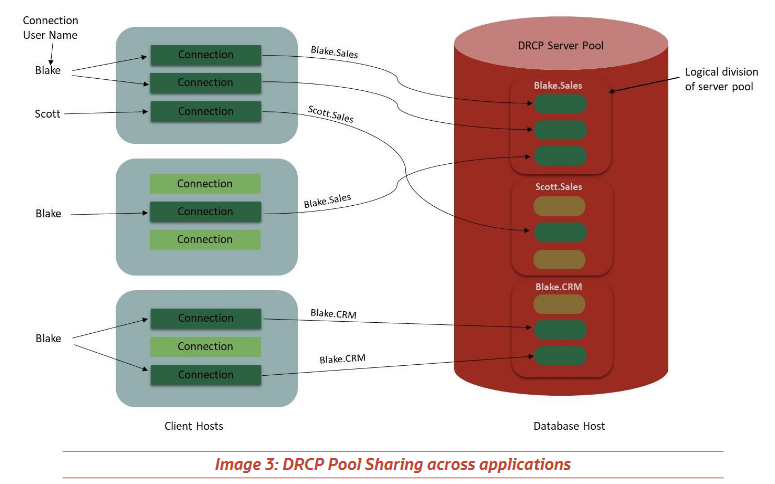 Connection
User Name
Blake
Scott
Connection
Connection
Connection
Blake.Sales
Scott.Sales
Blake
Connection
Connection
Connection
Blake.Sales
Blake
Connection
Connection
Connection
Blake.CRM
Blake.CRM
DRCP Server Pool
Blake.Sales
Scott.Sales
Blake.CRM
Logical division
of server pool
Client Hosts
Database Host
Image 3: DRCP Pool Sharing across applications